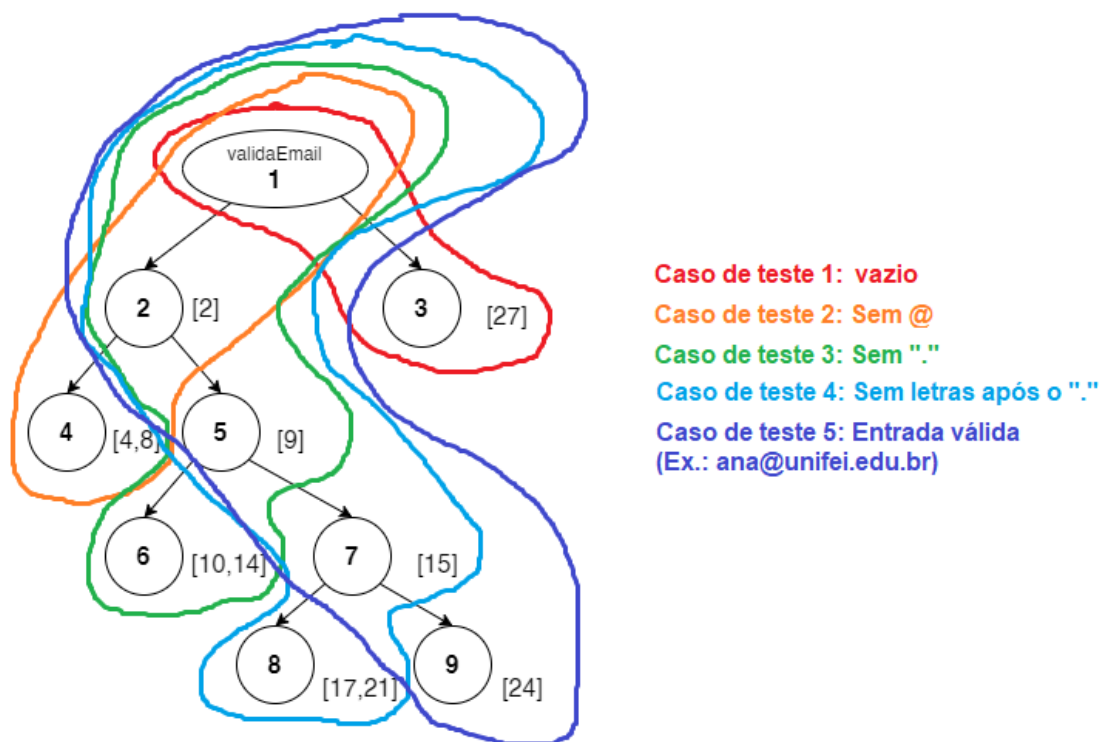 validaEmail
1
2
[2]
3
[27]
4
[4,8]
5
[9]
6
[10,14]
7
[15]
8
[17,21]
9
[24]
Caso de teste 1: vazio
Caso de teste 2: Sem @
Caso de teste 3: Sem "."
Caso de teste 4: Sem letras após o "."
Caso de teste 5: Entrada válida
(Ex.: ana@unifei.edu.br)